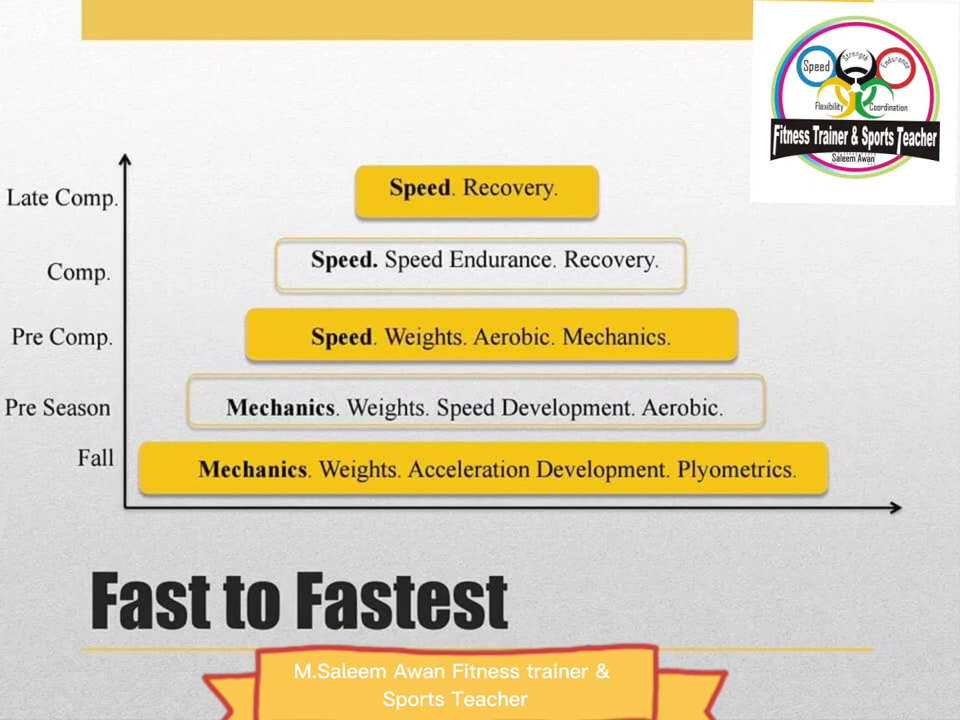 Speed
Strength
Endurance
Flexibility
Coordination
Fitness Trainer & Sports Teacher
Saleem Awan
Late Comp.
Speed. Recovery.
Comp.
Speed. Speed Endurance. Recovery.
Pre Comp.
Speed. Weights. Aerobic. Mechanics.
Pre Season
Mechanics. Weights. Speed Development. Aerobic.
Fall
Mechanics. Weights. Acceleration Development. Plyometrics.
Fast to Fastest
M.Saleem Awan Fitness trainer &
Sports Teacher